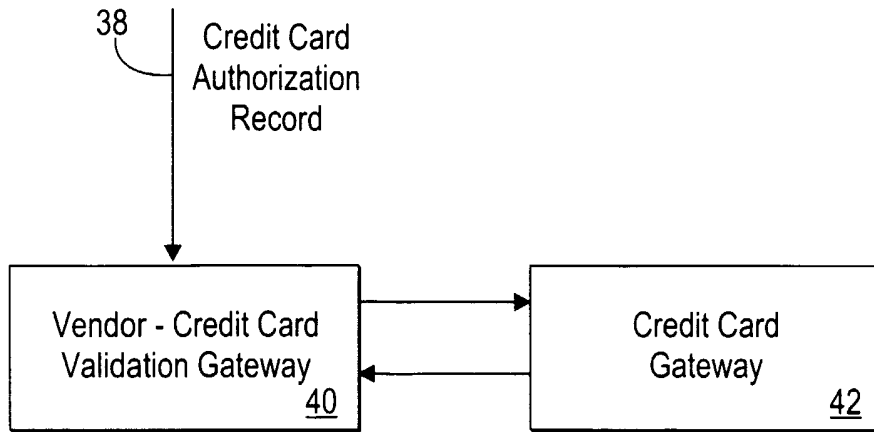 38
Credit Card
Authorization
Record
Vendor - Credit Card
Validation Gateway
40
Credit Card
Gateway
42